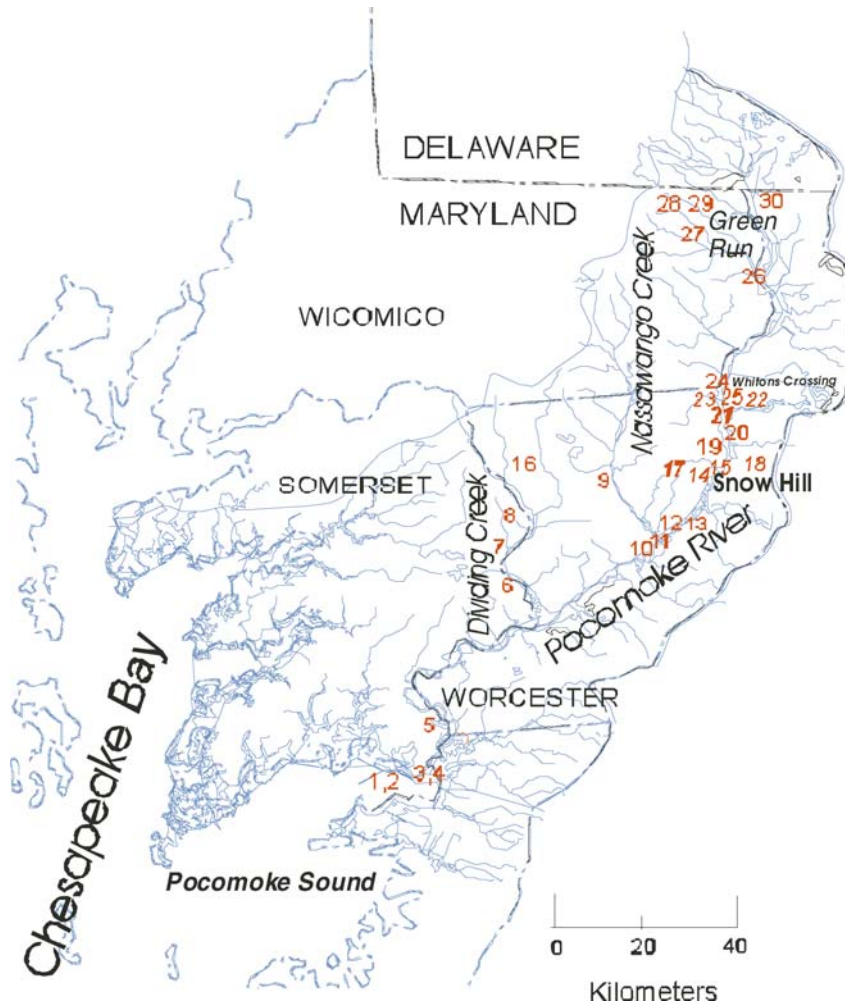 DELAWARE
MARYLAND
28
29
30
27
Green
Run
26
Nassawango Creek
WICOMICO
24
Whitons Crossing
23
25
22
21
20
19
16
17
14
15
18
Snow Hill
9
SOMERSET
8
7
6
Dividing Creek
12
13
10
11
Pocomoke River
WORCESTER
5
3,4
1,2
Chesapeake Bay
Pocomoke Sound
0 20 40
Kilometers